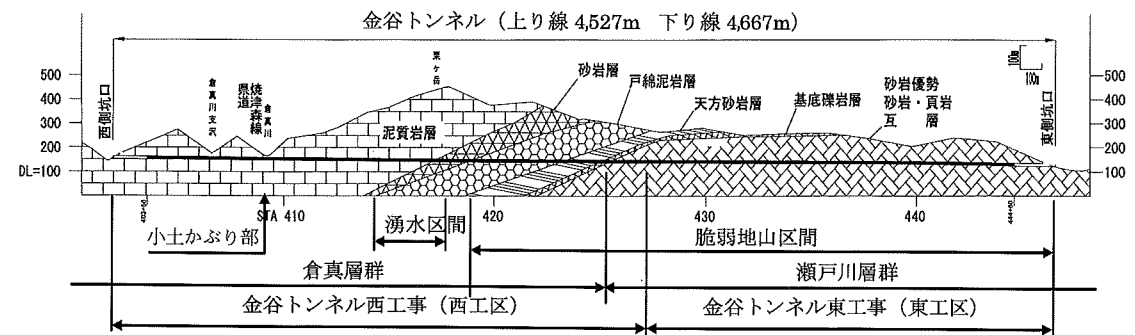 金谷トンネル（上り線 4,527m　下り線 4,667m）
500
400
300
200
DL=100
西側坑口
倉真川支沢
県道
焼津森線
倉真川
粟ヶ岳
砂岩層
戸綿泥岩層
天方砂岩層
基底礫岩層
砂岩優勢
砂岩・頁岩
互　層
100m
100m
東側坑口
500
400
300
200
100
泥質岩層
403+50
STA 410
420
430
440
444+60
小土かぶり部
湧水区間
脆弱地山区間
倉真層群
瀬戸川層群
金谷トンネル西工事（西工区）
金谷トンネル東工事（東工区）